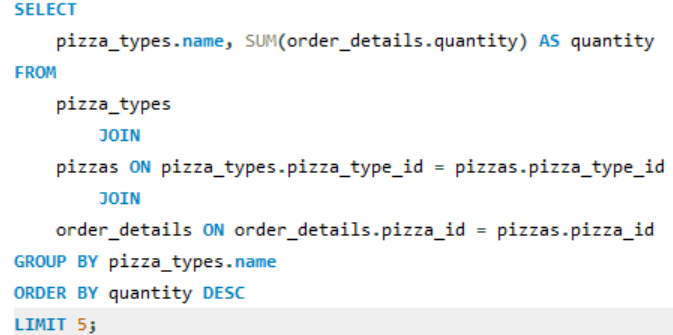 SELECT
pizza_types.name, SUM(order_details.quantity) AS quantity
FROM
pizza_types
JOIN
pizzas ON pizza_types.pizza_type_id = pizzas.pizza_type_id
JOIN
order_details ON order_details.pizza_id = pizzas.pizza_id
GROUP BY pizza_types.name
ORDER BY quantity DESC
LIMIT 5;